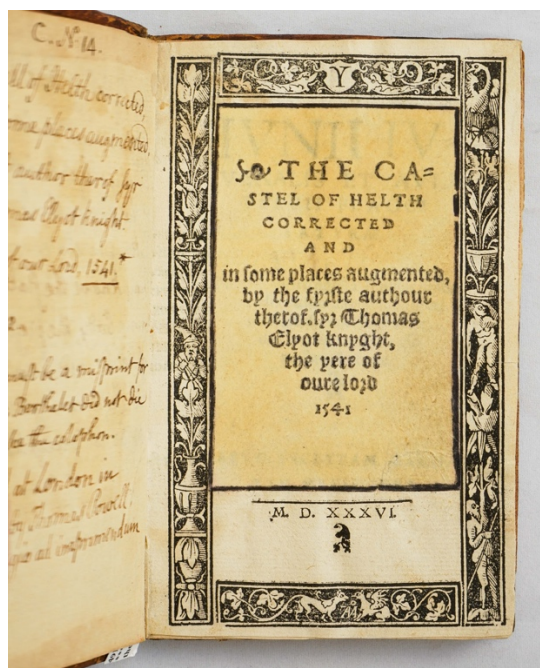 C. No 14.
of Helth corrected,
places augmented
author therof Syr
Elyot knight
our Lord, 1541.*
must be a misprint for
Berthelet did not die
the colophon.
at London in
by Thomas Powell
ad imprimendum
THE CA=
STEL OF HELTH
CORRECTED
AND
in some places augmented,
by the fyrste authour
therof, syr Thomas
Elyot knyght,
the yere of
oure lord
1541
M. D. XXXVI.